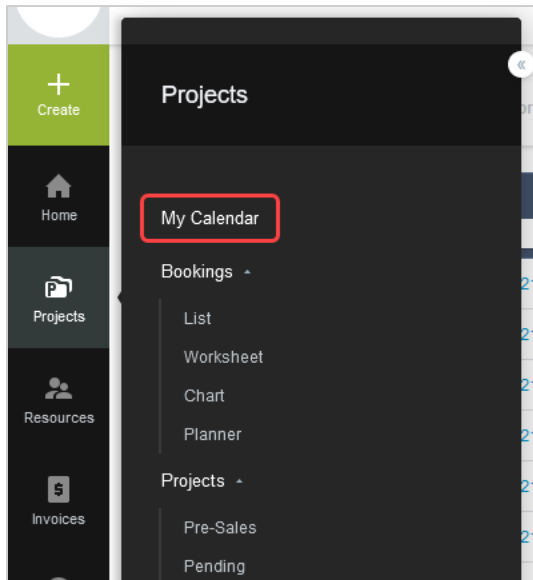 Create
Home
Projects
Resources
Invoices
Projects
My Calendar
Bookings
List
Worksheet
Chart
Planner
Projects
Pre-Sales
Pending